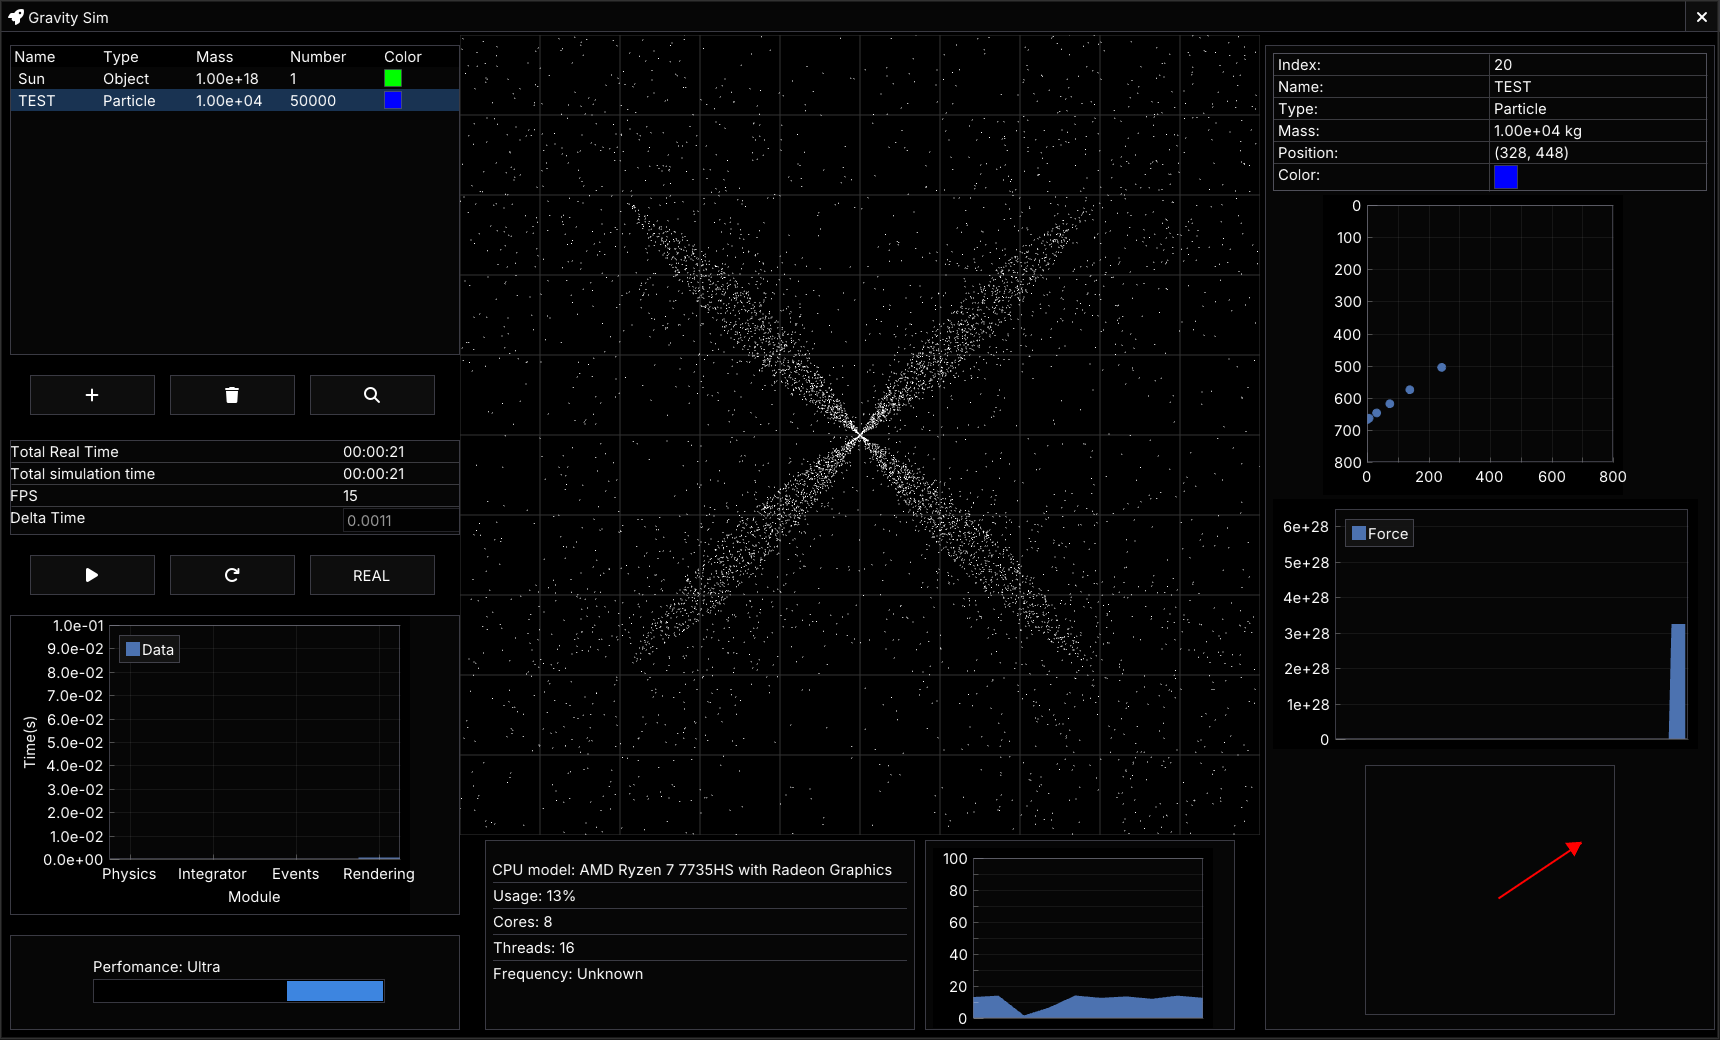 Gravity Sim
Name Type Mass Number Color
Sun Object 1.00e+18 1
TEST Particle 1.00e+04 50000
Total Real Time 00:00:21
Total simulation time 00:00:21
FPS 15
Delta Time 0.0011
REAL
1.0e-01
9.0e-02
8.0e-02
7.0e-02
6.0e-02
5.0e-02
4.0e-02
3.0e-02
2.0e-02
1.0e-02
0.0e+00
Time(s)
Data
Physics Integrator Events Rendering
Module
Perfomance: Ultra
CPU model: AMD Ryzen 7 7735HS with Radeon Graphics
Usage: 13%
Cores: 8
Threads: 16
Frequency: Unknown
100
80
60
40
20
0
Index: 20
Name: TEST
Type: Particle
Mass: 1.00e+04 kg
Position: (328, 448)
Color:
0
100
200
300
400
500
600
700
800
0 200 400 600 800
6e+28
5e+28
4e+28
3e+28
2e+28
1e+28
0
Force